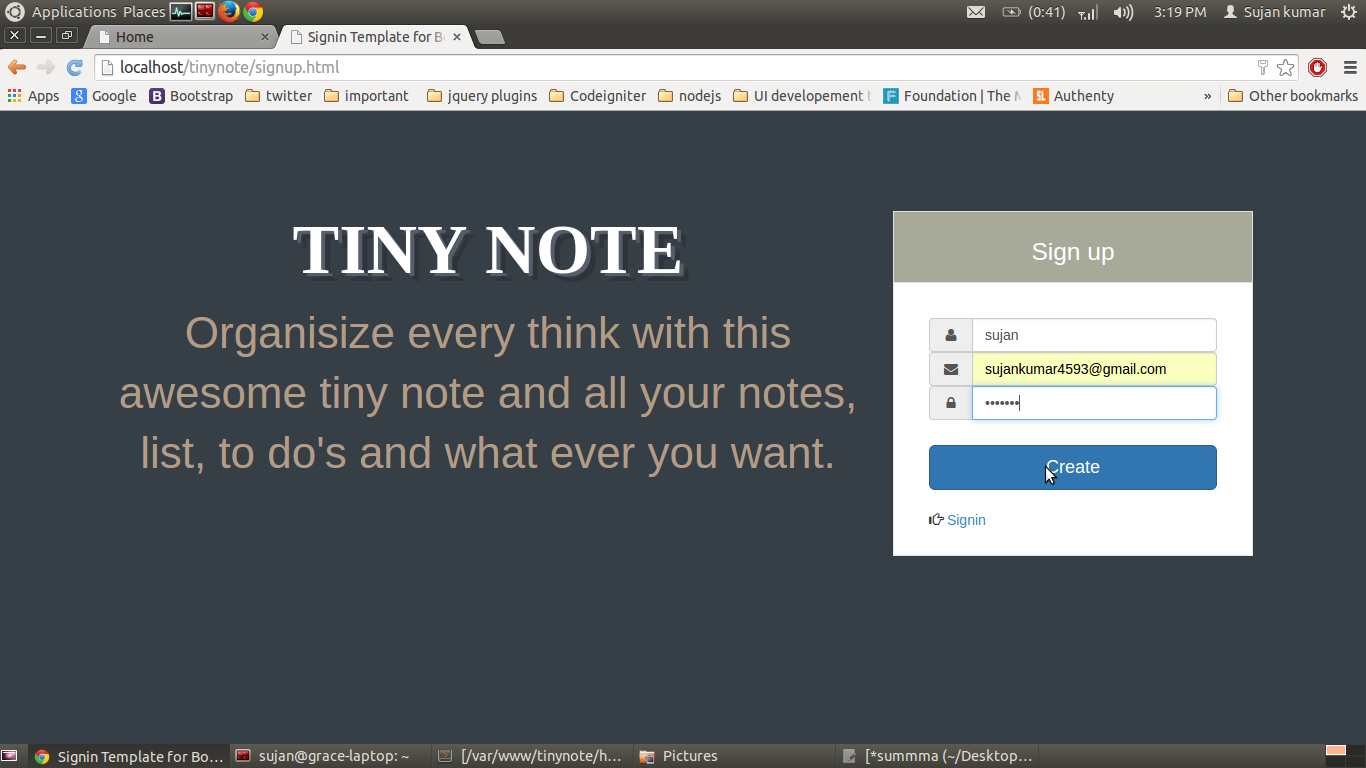 Applications Places (0:41) 3:19 PM Sujan kumar
Home Signin Template for B
localhost/tinynote/signup.html
Apps Google Bootstrap twitter important jquery plugins Codeigniter nodejs UI developement Foundation | The Authenty » Other bookmarks
TINY NOTE
Organisize every think with this
awesome tiny note and all your notes,
list, to do's and what ever you want.
Sign up
sujan
sujankumar4593@gmail.com
•••••••
Create
Signin
Signin Template for Bo... sujan@grace-laptop: ~ [/var/www/tinynote/h... Pictures [*summma (~/Desktop...